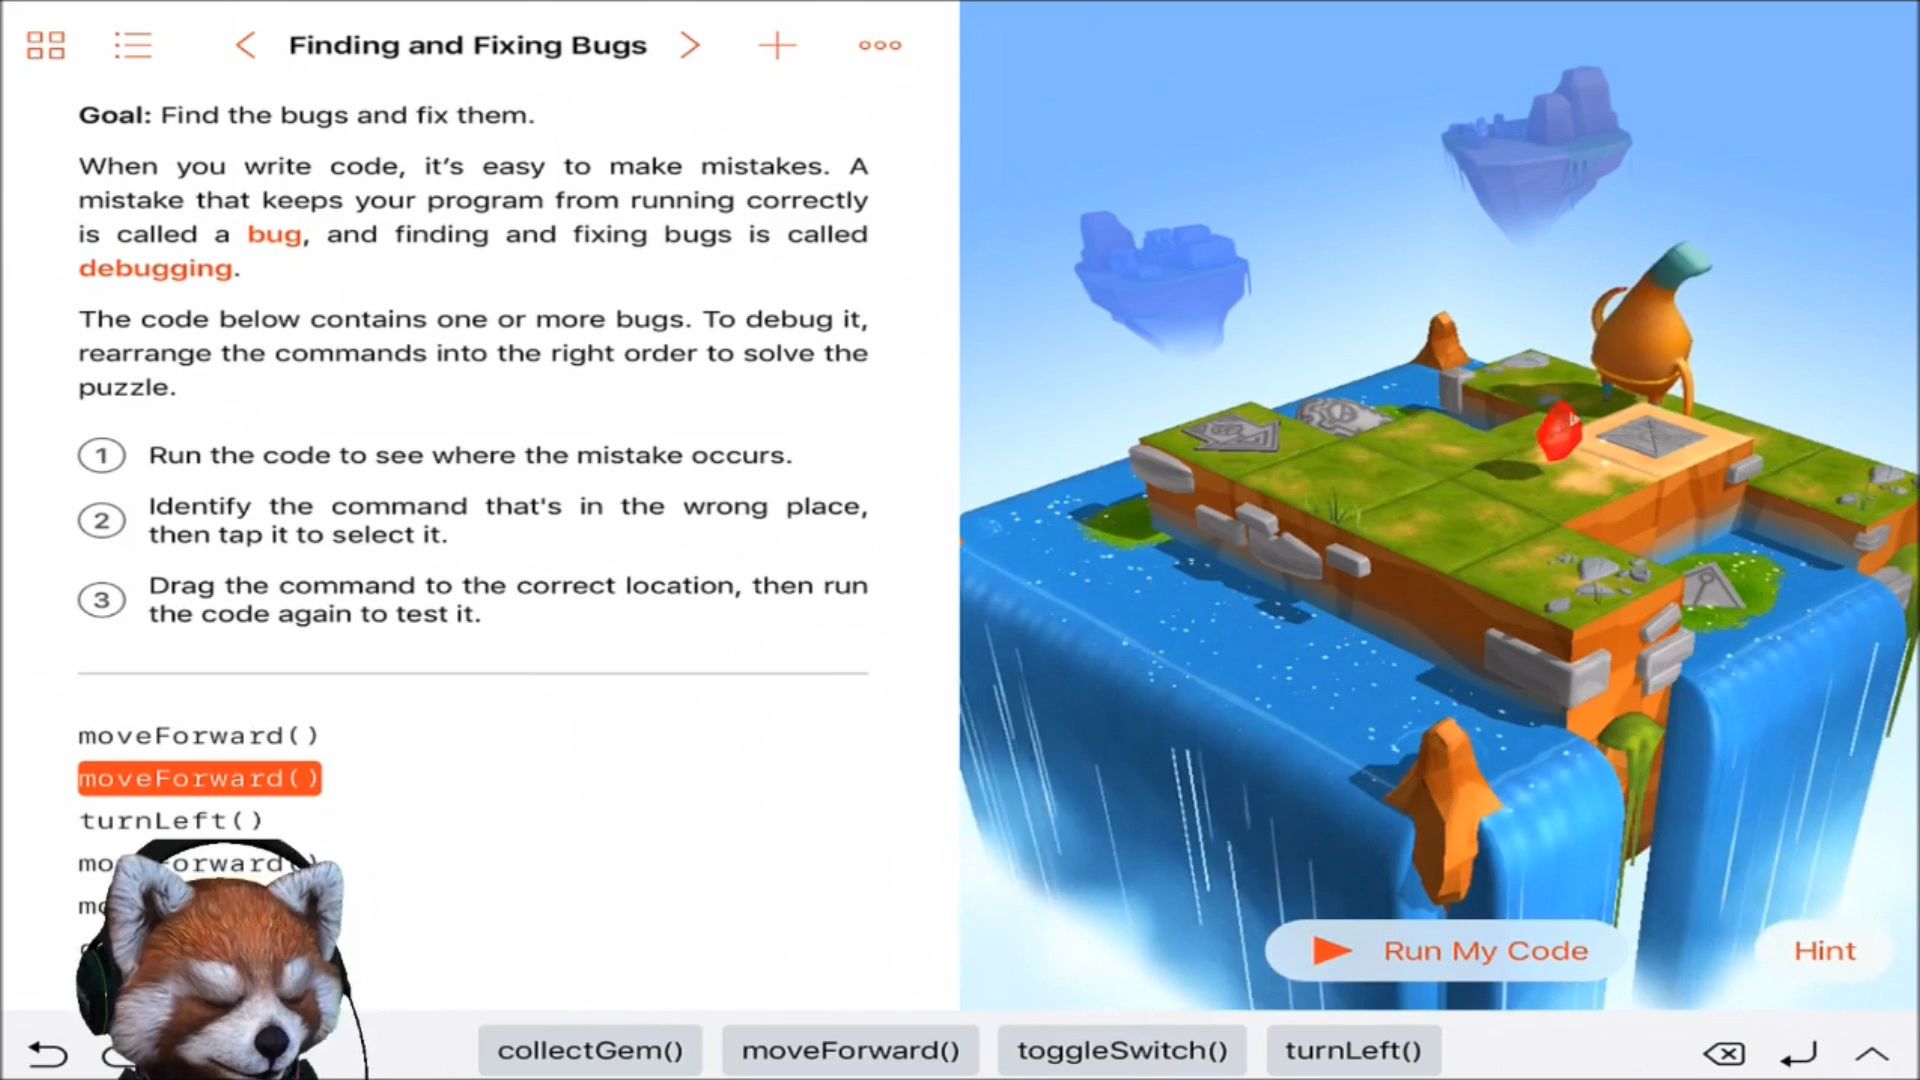 Finding and Fixing Bugs
Goal: Find the bugs and fix them.
When you write code, it's easy to make mistakes. A
mistake that keeps your program from running correctly
is called a bug, and finding and fixing bugs is called
debugging.
The code below contains one or more bugs. To debug it,
rearrange the commands into the right order to solve the
puzzle.
1 Run the code to see where the mistake occurs.
2 Identify the command that's in the wrong place,
then tap it to select it.
3 Drag the command to the correct location, then run
the code again to test it.
moveForward()
moveForward()
turnLeft()
Run My Code
Hint
collectGem()
moveForward()
toggleSwitch()
turnLeft()